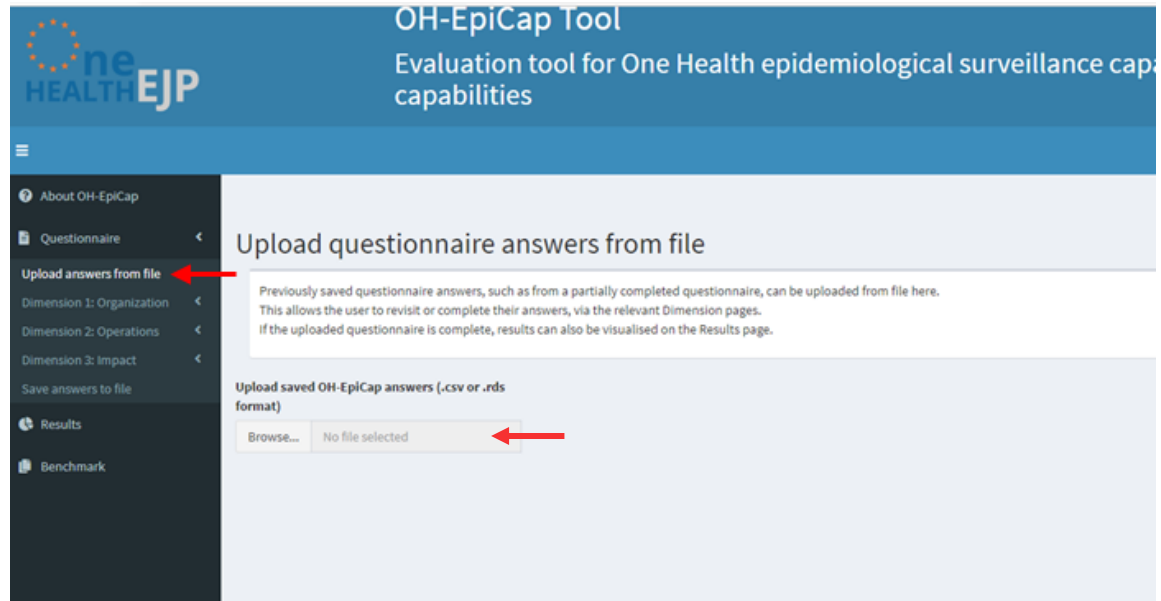 One
HEALTHEJP
OH-EpiCap Tool
Evaluation tool for One Health epidemiological surveillance capa
capabilities
About OH-EpiCap
Questionnaire
Upload answers from file
Dimension 1: Organization
Dimension 2: Operations
Dimension 3: Impact
Save answers to file
Results
Benchmark
Upload questionnaire answers from file
Previously saved questionnaire answers, such as from a partially completed questionnaire, can be uploaded from file here.
This allows the user to revisit or complete their answers, via the relevant Dimension pages.
If the uploaded questionnaire is complete, results can also be visualised on the Results page.
Upload saved OH-EpiCap answers (.csv or .rds
format)
Browse... No file selected